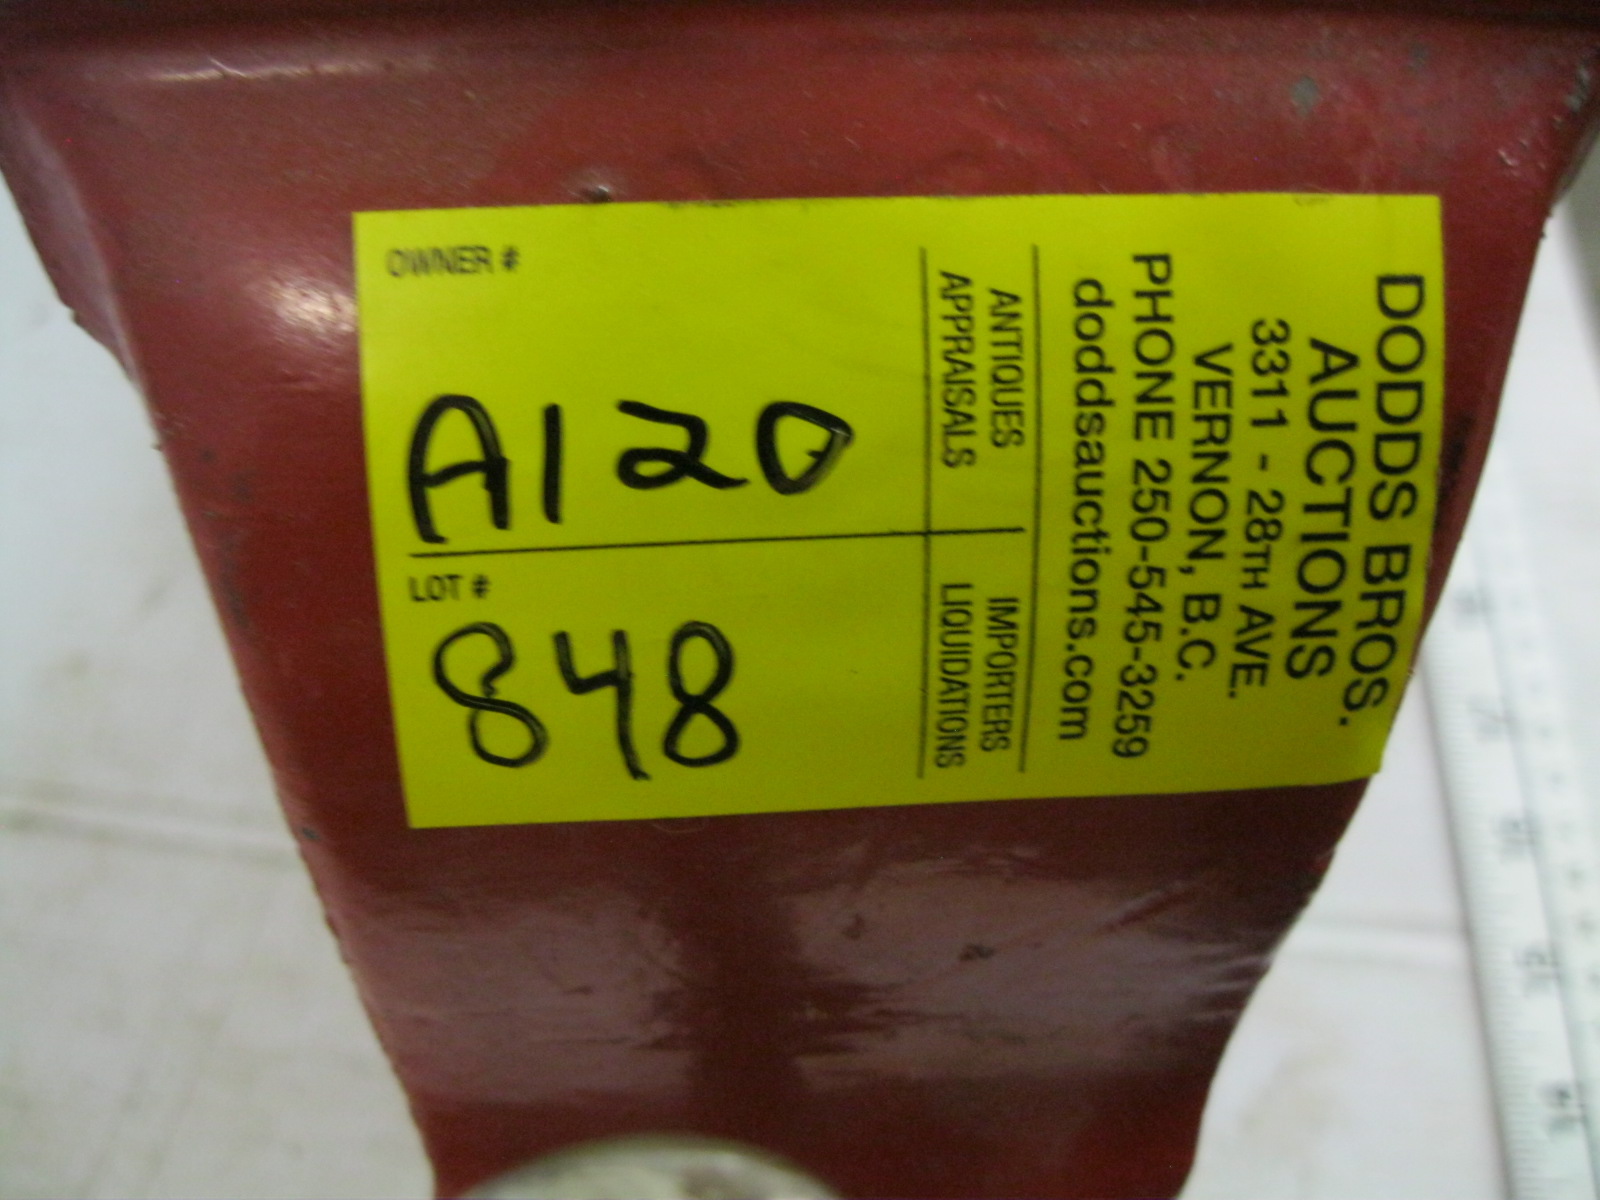 DODDS BROS.
AUCTIONS
3311 - 28TH AVE.
VERNON, B.C.
PHONE 250-545-3259
doddsauctions.com
ANTIQUES
APPRAISALS
IMPORTERS
LIQUIDATIONS
OWNER #
A120
LOT #
848